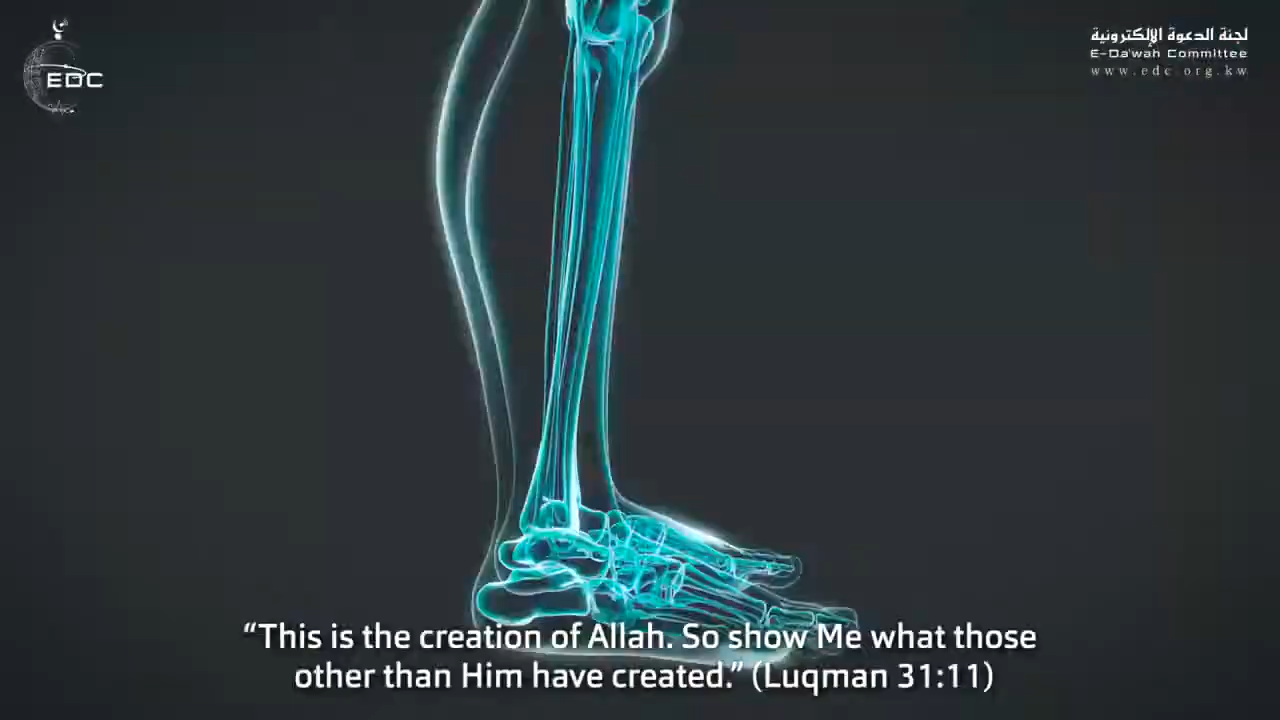 EDC
لجنة الدعوة الإلكترونية
E-Da'wah Committee
www.edc.org.kw
“This is the creation of Allah. So show Me what those
other than Him have created.” (Luqman 31:11)